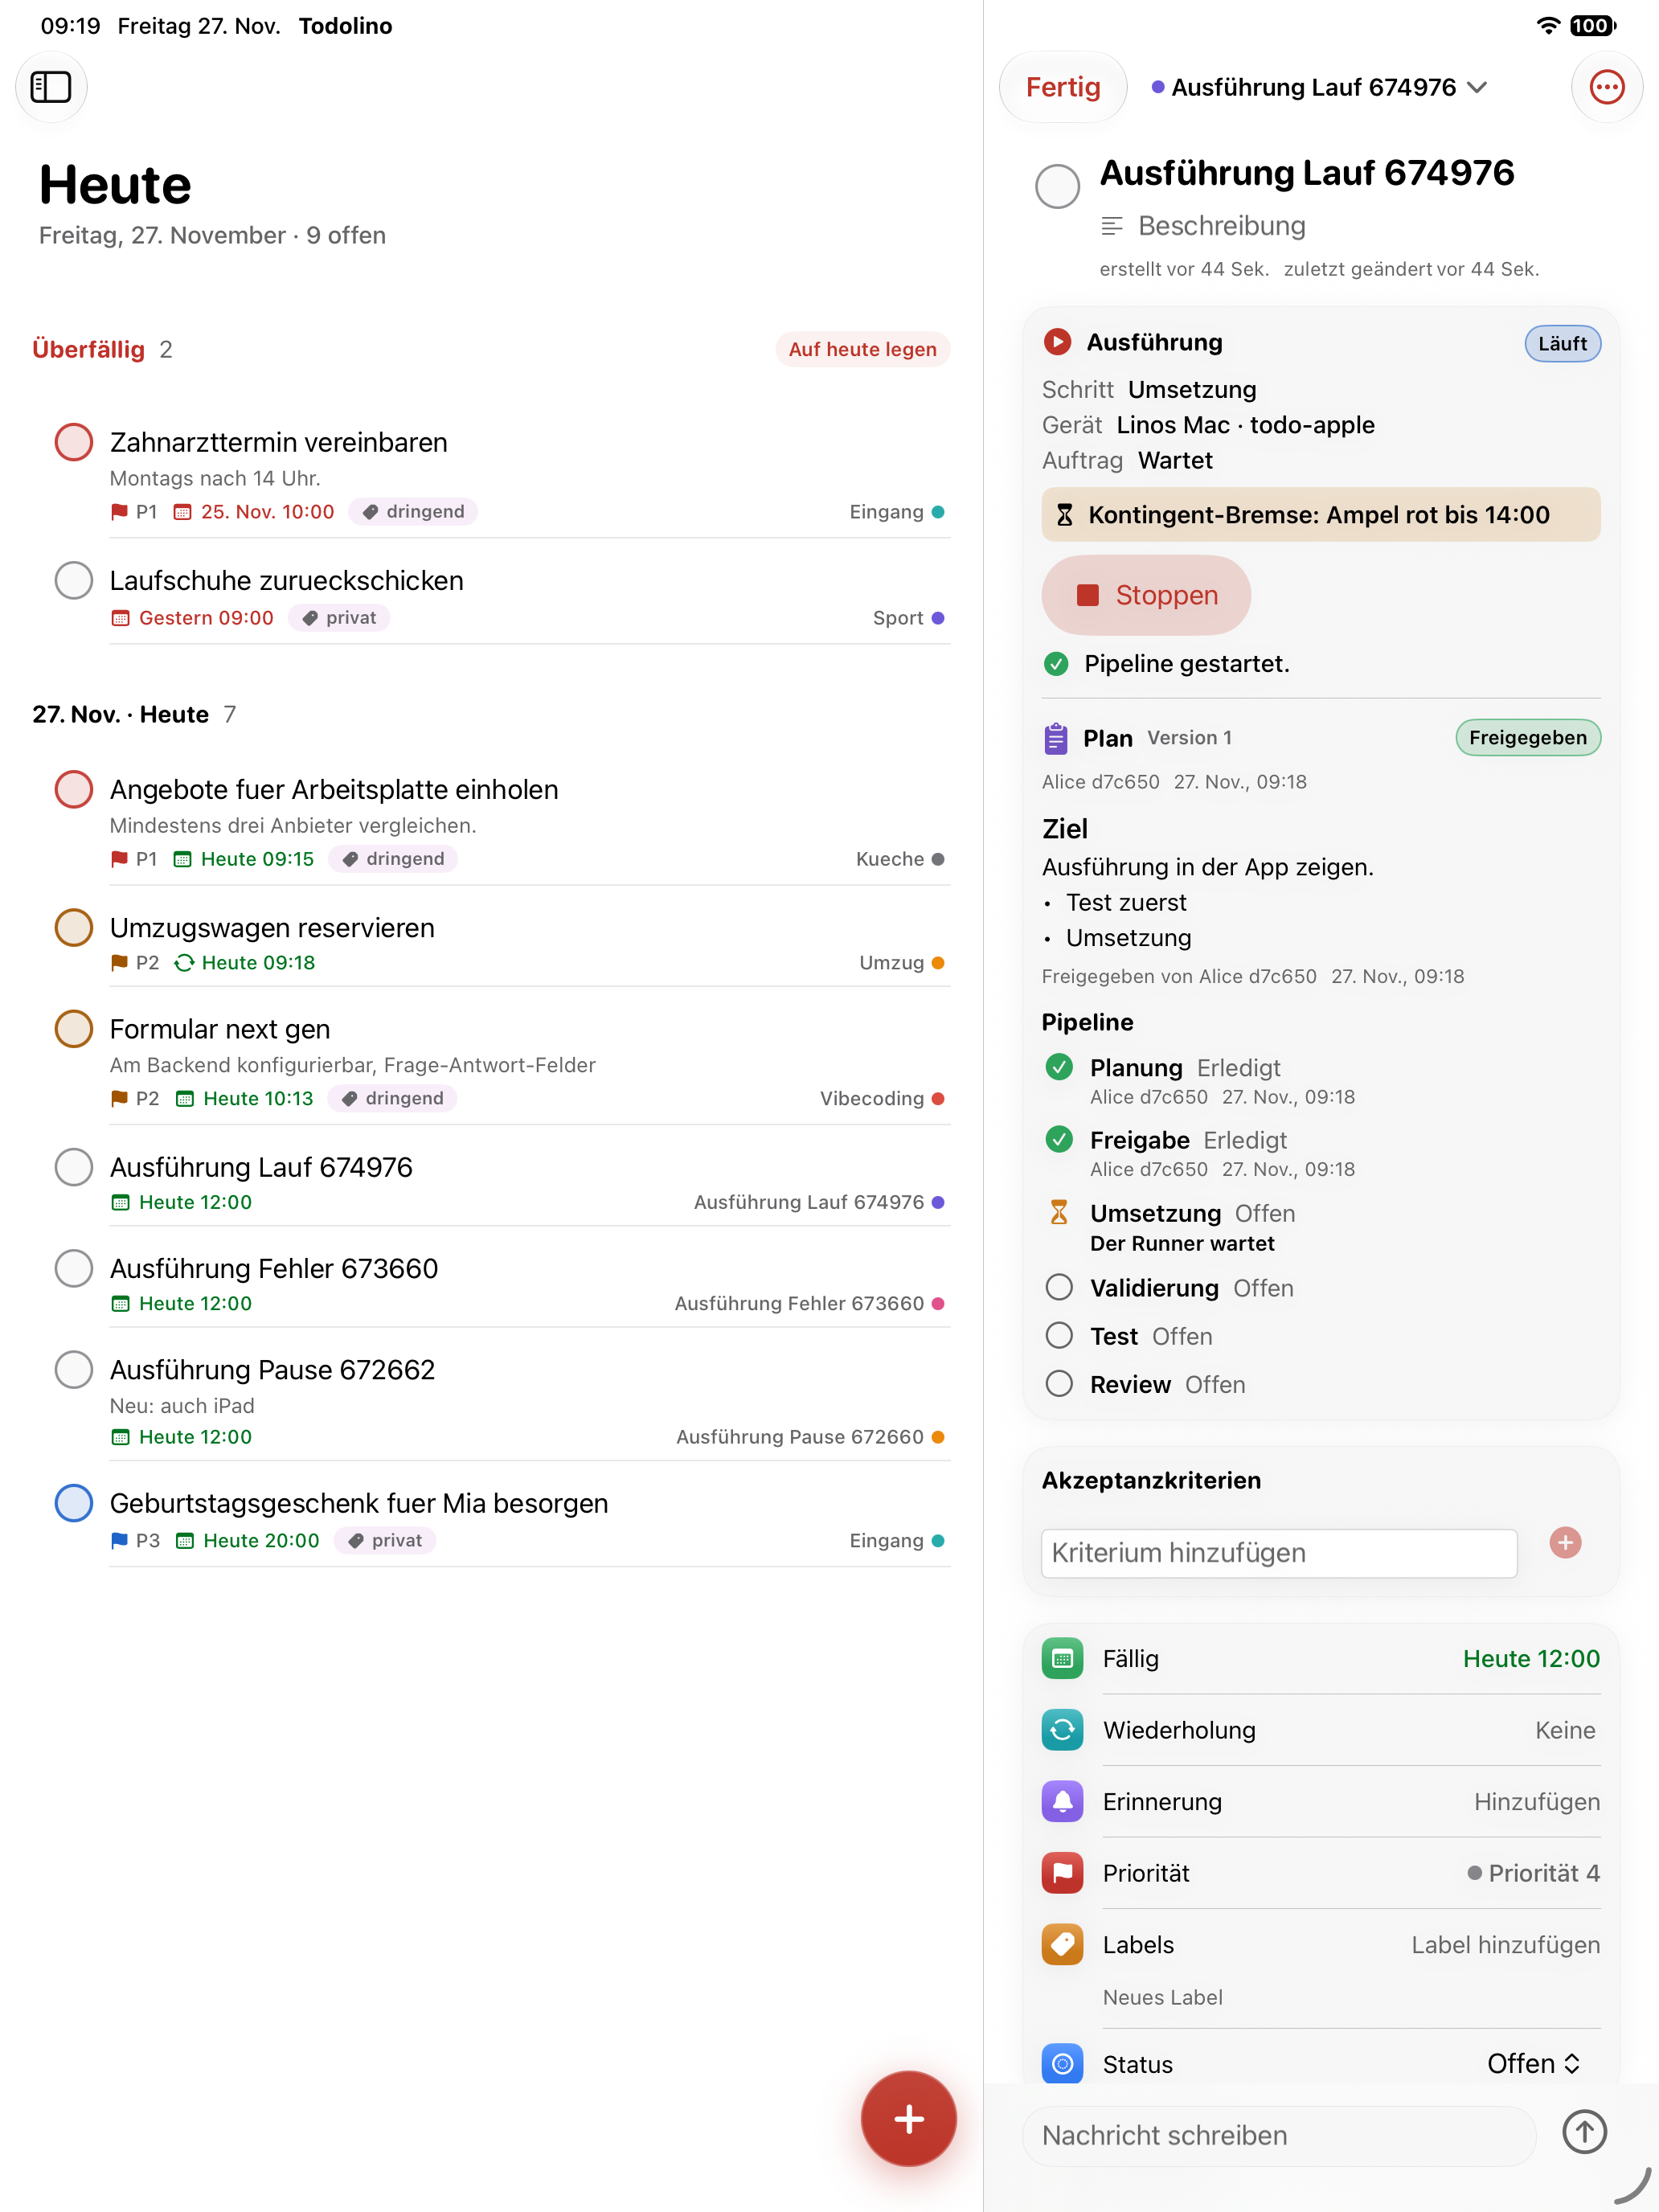 09:19 Freitag 27. Nov. Todolino
100
Heute
Freitag, 27. November · 9 offen
Überfällig 2
Auf heute legen
Zahnarzttermin vereinbaren
Montags nach 14 Uhr.
P1 25. Nov. 10:00 dringend Eingang
Laufschuhe zurueckschicken
Gestern 09:00 privat Sport
27. Nov. · Heute 7
Angebote fuer Arbeitsplatte einholen
Mindestens drei Anbieter vergleichen.
P1 Heute 09:15 dringend Kueche
Umzugswagen reservieren
P2 Heute 09:18 Umzug
Formular next gen
Am Backend konfigurierbar, Frage-Antwort-Felder
P2 Heute 10:13 dringend Vibecoding
Ausführung Lauf 674976
Heute 12:00 Ausführung Lauf 674976
Ausführung Fehler 673660
Heute 12:00 Ausführung Fehler 673660
Ausführung Pause 672662
Neu: auch iPad
Heute 12:00 Ausführung Pause 672660
Geburtstagsgeschenk fuer Mia besorgen
P3 Heute 20:00 privat Eingang
Fertig
Ausführung Lauf 674976
Ausführung Lauf 674976
Beschreibung
erstellt vor 44 Sek. zuletzt geändert vor 44 Sek.
Ausführung Läuft
Schritt Umsetzung
Gerät Linos Mac · todo-apple
Auftrag Wartet
Kontingent-Bremse: Ampel rot bis 14:00
Stoppen
Pipeline gestartet.
Plan Version 1 Freigegeben
Alice d7c650 27. Nov., 09:18
Ziel
Ausführung in der App zeigen.
• Test zuerst
• Umsetzung
Freigegeben von Alice d7c650 27. Nov., 09:18
Pipeline
Planung Erledigt
Alice d7c650 27. Nov., 09:18
Freigabe Erledigt
Alice d7c650 27. Nov., 09:18
Umsetzung Offen
Der Runner wartet
Validierung Offen
Test Offen
Review Offen
Akzeptanzkriterien
Kriterium hinzufügen
Fällig Heute 12:00
Wiederholung Keine
Erinnerung Hinzufügen
Priorität Priorität 4
Labels Label hinzufügen
Neues Label
Status Offen
Nachricht schreiben